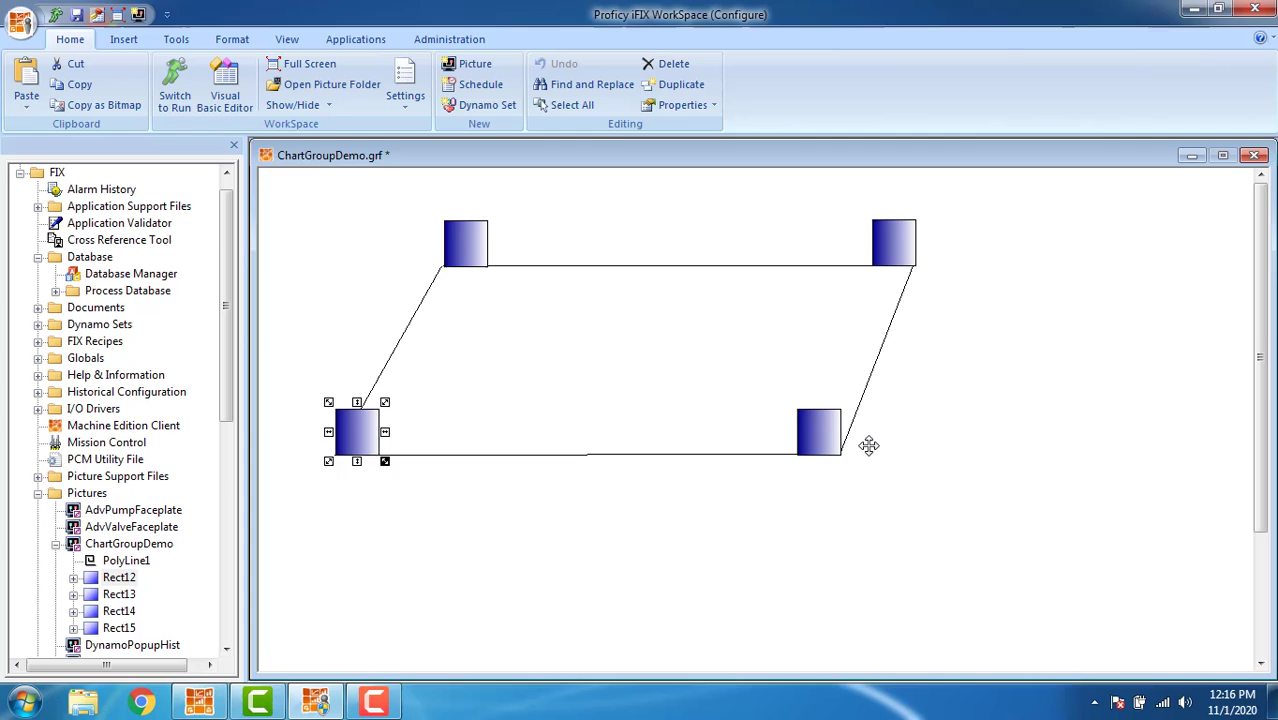 Proficy iFIX WorkSpace (Configure)
Home Insert Tools Format View Applications Administration
Paste
Cut
Copy
Copy as Bitmap
Clipboard
Switch to Run
Visual Basic Editor
Full Screen
Open Picture Folder
Show/Hide
Settings
WorkSpace
Picture
Schedule
Dynamo Set
New
Undo
Find and Replace
Select All
Delete
Duplicate
Properties
Editing
ChartGroupDemo.grf *
FIX
Alarm History
Application Support Files
Application Validator
Cross Reference Tool
Database
Database Manager
Process Database
Documents
Dynamo Sets
FIX Recipes
Globals
Help & Information
Historical Configuration
I/O Drivers
Machine Edition Client
Mission Control
PCM Utility File
Picture Support Files
Pictures
AdvPumpFaceplate
AdvValveFaceplate
ChartGroupDemo
PolyLine1
Rect12
Rect13
Rect14
Rect15
DynamoPopupHist
12:16 PM
11/1/2020